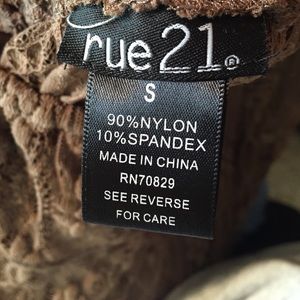 rue21®
S
90%NYLON
10%SPANDEX
MADE IN CHINA
RN70829
SEE REVERSE
FOR CARE